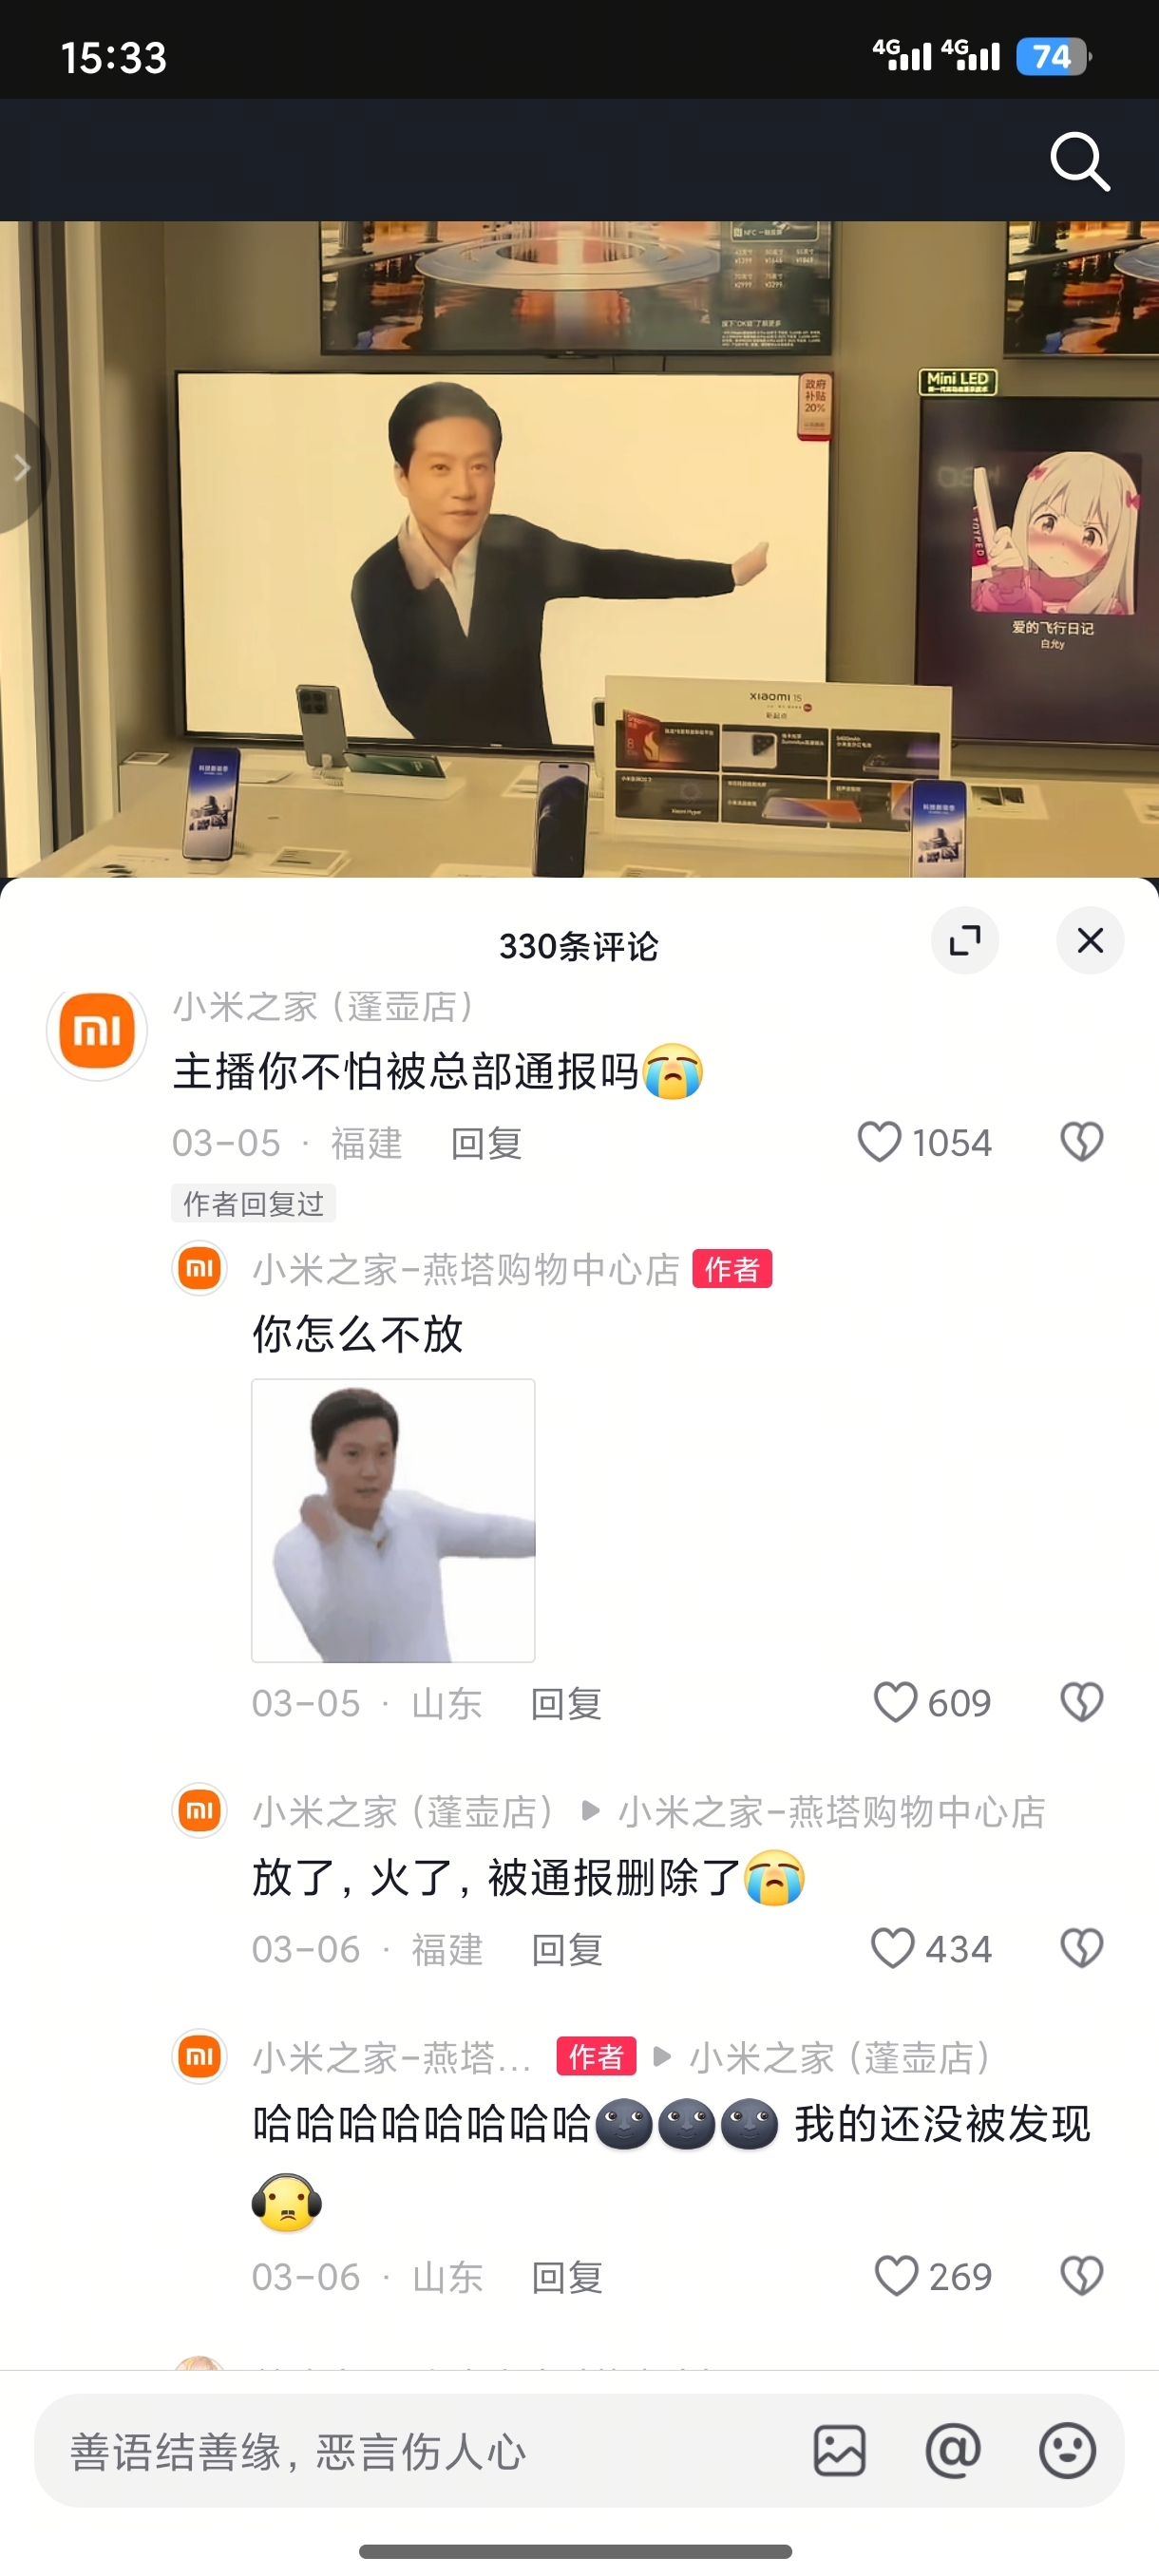 15:33
4G 4G 74
NFC
政府
补贴
20%
Mini LED
爱的飞行日记
白允y
xiaomi 15
Xiaomi Hyper
330条评论
小米之家（蓬壶店）
主播你不怕被总部通报吗😭
03-05 · 福建 回复 1054
作者回复过
小米之家-燕塔购物中心店 作者
你怎么不放
03-05 · 山东 回复 609
小米之家（蓬壶店） ▶ 小米之家-燕塔购物中心店
放了，火了，被通报删除了😭
03-06 · 福建 回复 434
小米之家-燕塔... 作者 ▶ 小米之家（蓬壶店）
哈哈哈哈哈哈哈哈🌚🌚🌚 我的还没被发现
03-06 · 山东 回复 269
善语结善缘，恶言伤人心